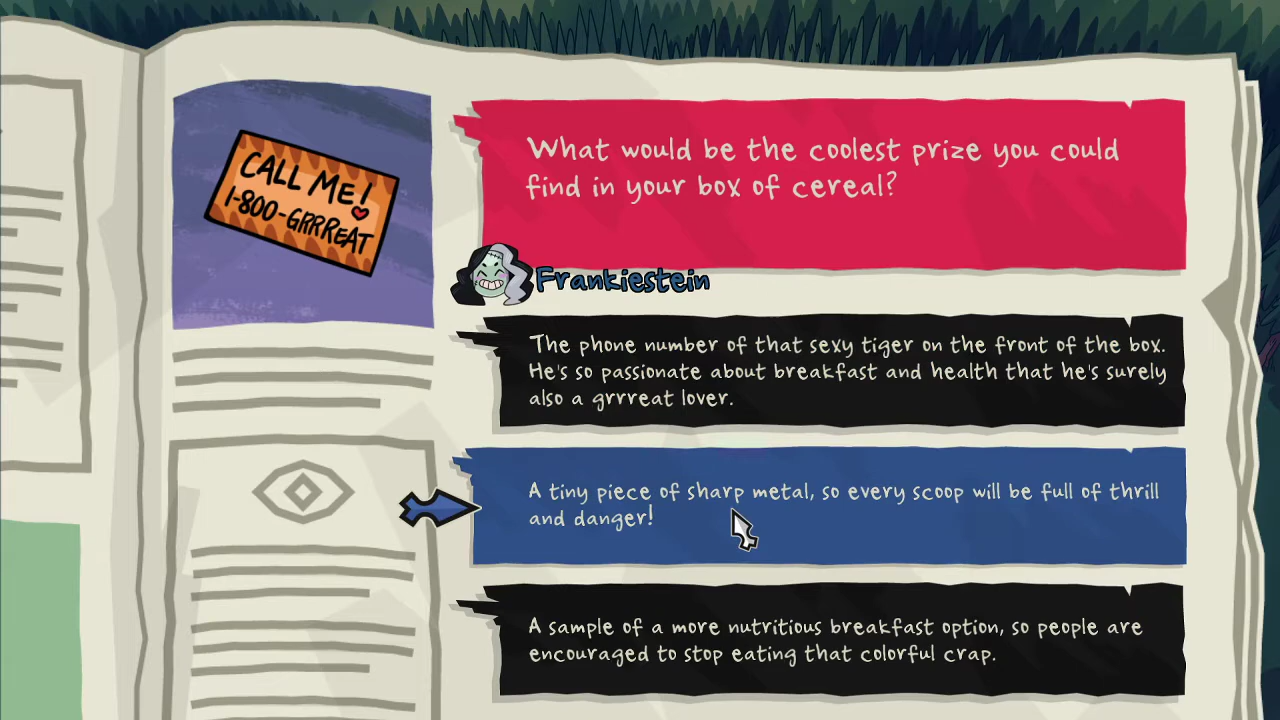 CALL ME!
1-800-GRRREAT
What would be the coolest prize you could
find in your box of cereal?
Frankiestein
The phone number of that sexy tiger on the front of the box.
He's so passionate about breakfast and health that he's surely
also a grrreat lover.
A tiny piece of sharp metal, so every scoop will be full of thrill
and danger!
A sample of a more nutritious breakfast option, so people are
encouraged to stop eating that colorful crap.